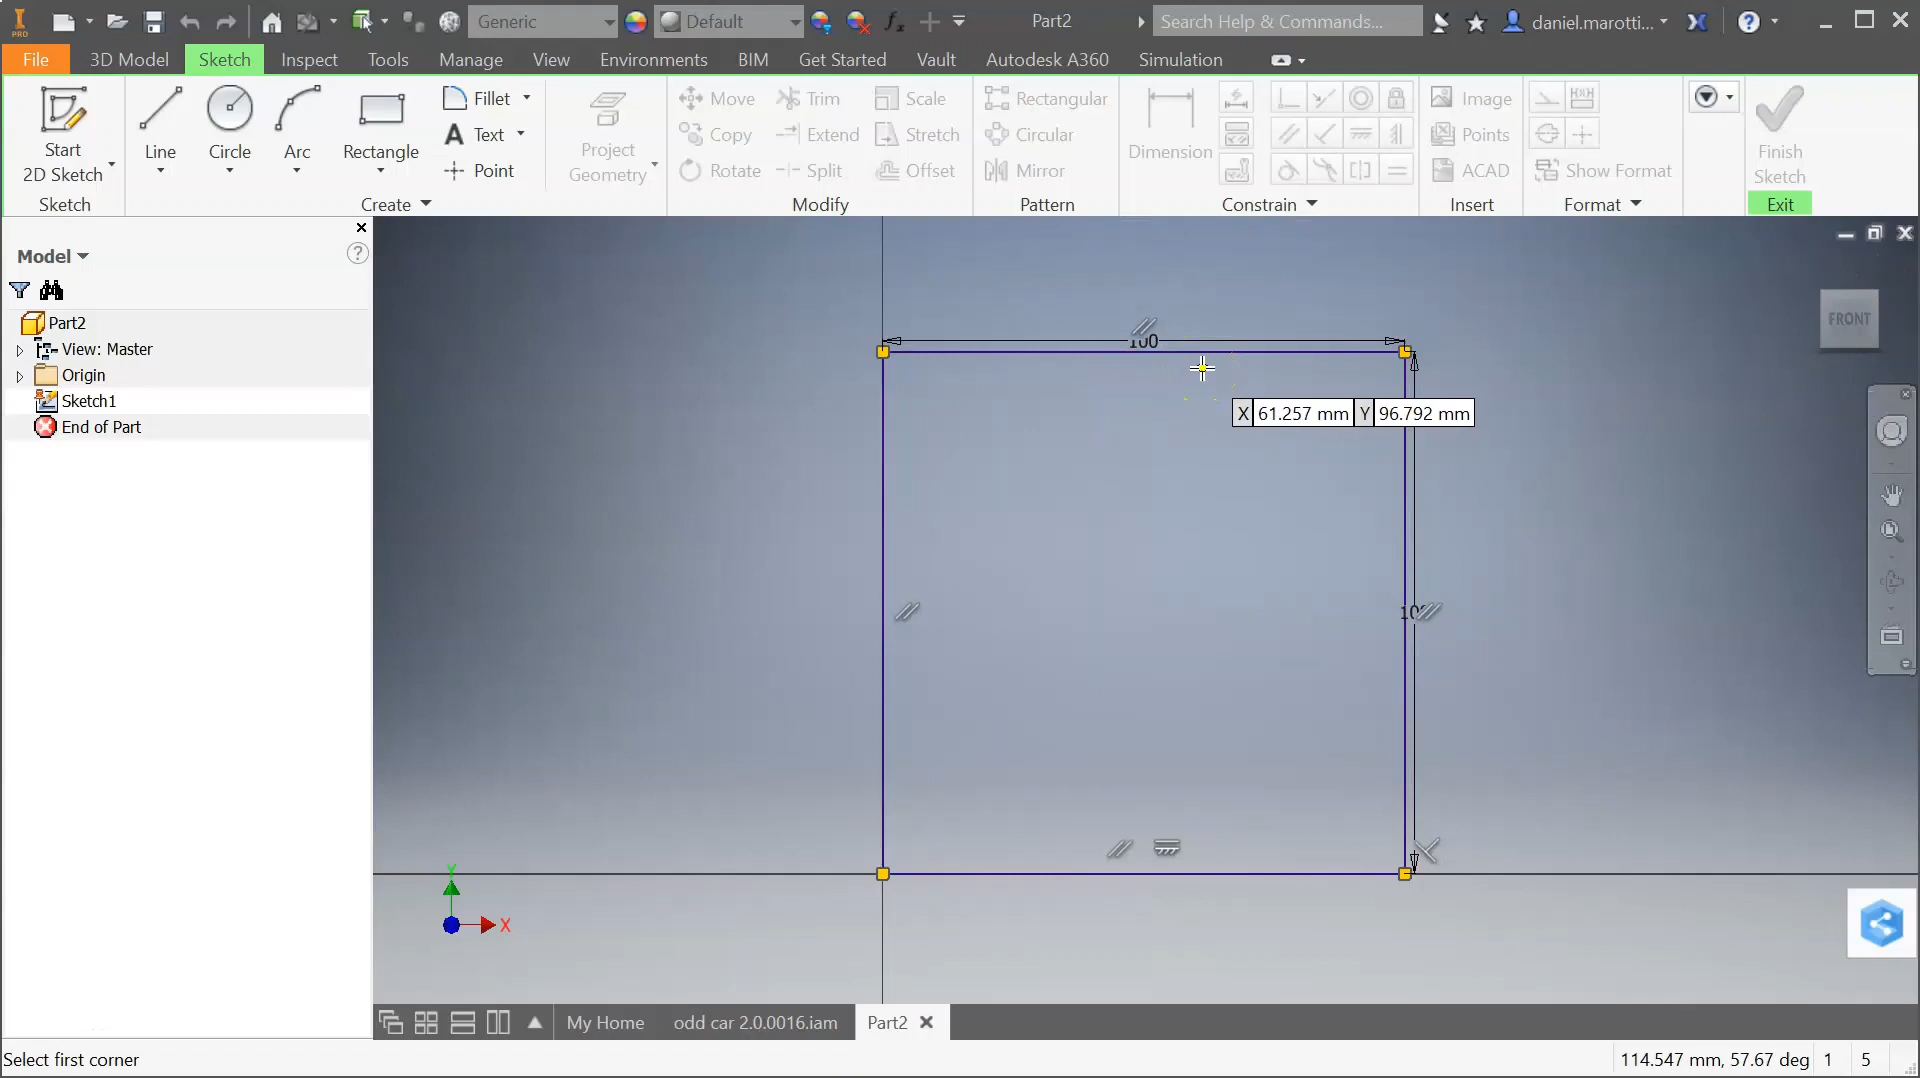 PRO
Generic
Default
Part2
Search Help & Commands...
daniel.marotti...
File
3D Model
Sketch
Inspect
Tools
Manage
View
Environments
BIM
Get Started
Vault
Autodesk A360
Simulation
Start
2D Sketch
Line
Circle
Arc
Rectangle
Fillet
Text
Point
Project
Geometry
Move
Copy
Rotate
Trim
Extend
Split
Scale
Stretch
Offset
Rectangular
Circular
Mirror
Dimension
Image
Points
ACAD
Show Format
Finish
Sketch
Sketch
Create
Modify
Pattern
Constrain
Insert
Format
Exit
Model
Part2
View: Master
Origin
Sketch1
End of Part
FRONT
100
X 61.257 mm Y 96.792 mm
Y
X
My Home
odd car 2.0.0016.iam
Part2
Select first corner
114.547 mm, 57.67 deg
1
5